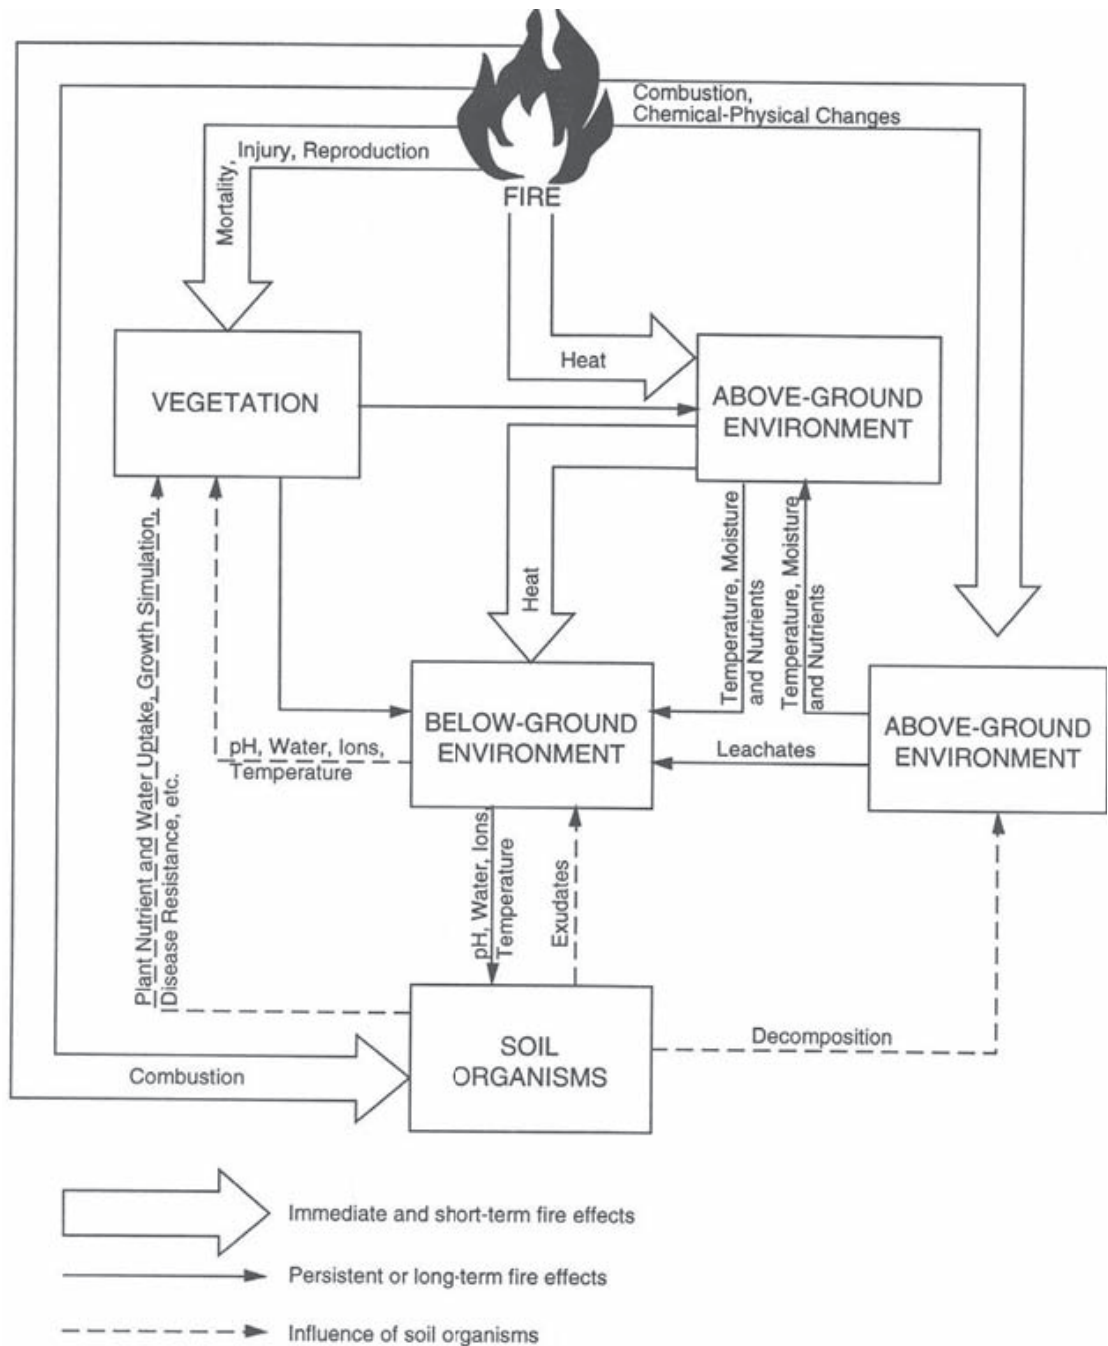 Combustion,
Chemical-Physical Changes
Injury, Reproduction
Mortality,
FIRE
Heat
VEGETATION
ABOVE-GROUND
ENVIRONMENT
Heat
Temperature, Moisture
and Nutrients
Temperature, Moisture
and Nutrients
Plant Nutrient and Water Uptake, Growth Simulation,
Disease Resistance, etc.
BELOW-GROUND
ENVIRONMENT
pH, Water, Ions,
Temperature
Leachates
ABOVE-GROUND
ENVIRONMENT
pH, Water, Ions,
Temperature
Exudates
SOIL
ORGANISMS
Decomposition
Combustion
Immediate and short-term fire effects
Persistent or long-term fire effects
Influence of soil organisms